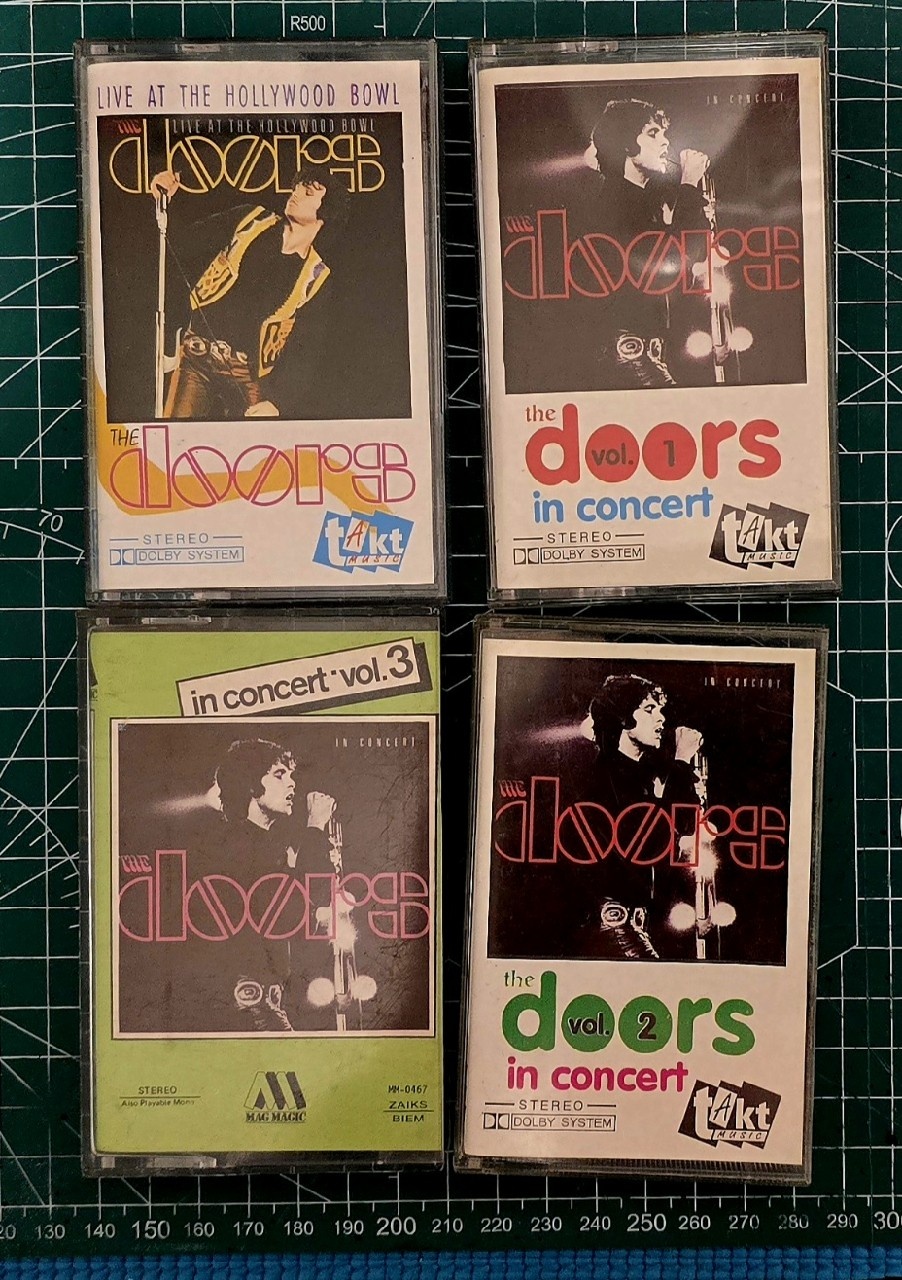 R500
LIVE AT THE HOLLYWOOD BOWL
THE
LIVE AT THE HOLLYWOOD BOWL
doors
THE
doors
STEREO
DOLBY SYSTEM
takt
MUSIC
IN CONCERT
THE
doors
the
doors
vol. 1
in concert
STEREO
DOLBY SYSTEM
takt
MUSIC
70
in concert·vol.3
IN CONCERT
THE
doors
STEREO
Also Playable Mono
MAG MAGIC
MM-0467
ZAIKS
BIEM
IN CONCERT
THE
doors
the
doors
vol. 2
in concert
STEREO
DOLBY SYSTEM
takt
MUSIC
130 140 150 160 170 180 190 200 210 220 230 240 250 260 270 280 290